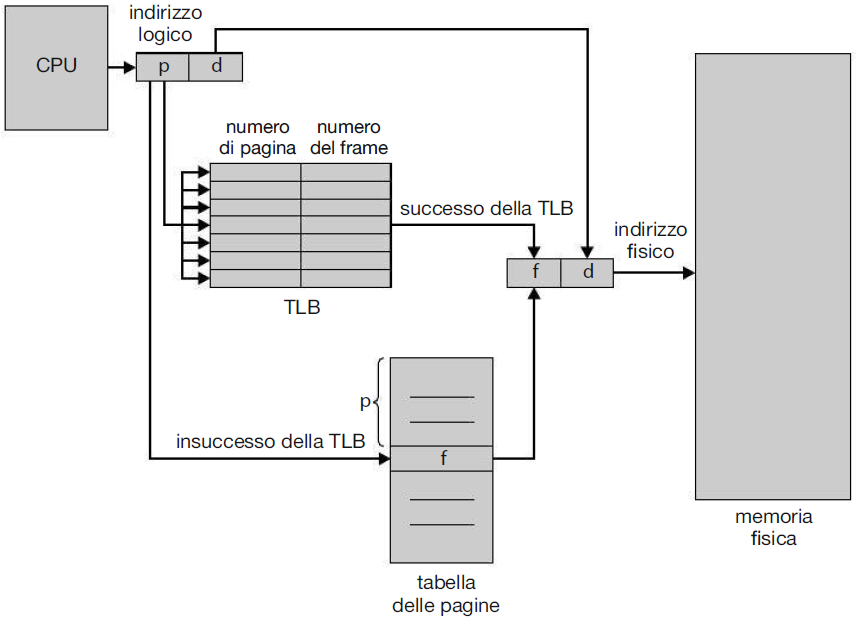 indirizzo
logico
CPU
p
d
numero
di pagina
numero
del frame
successo della TLB
indirizzo
fisico
f
d
TLB
p
insuccesso della TLB
f
memoria
fisica
tabella
delle pagine